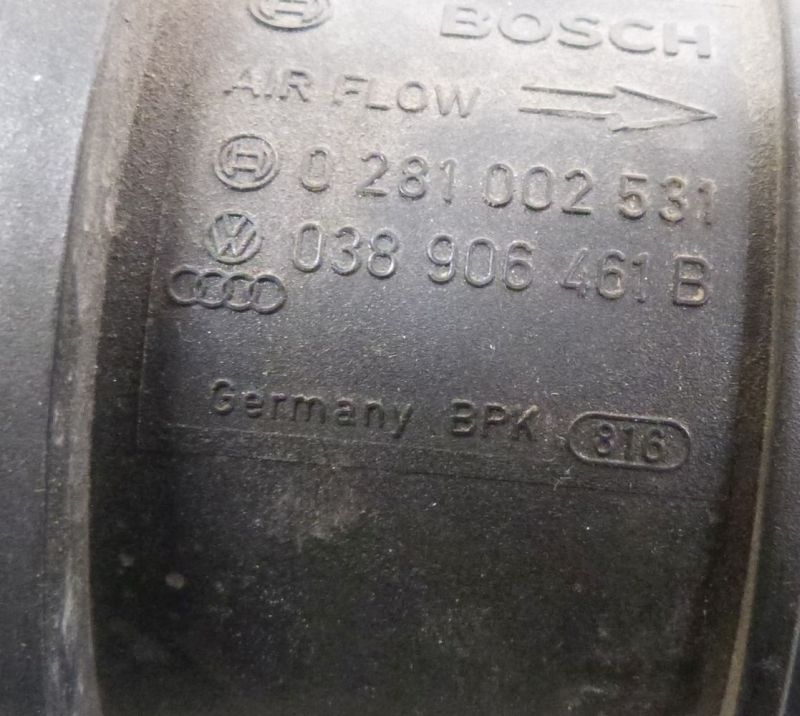 BOSCH
AIR FLOW
0 281 002 531
038 906 461 B
Germany BPK 816